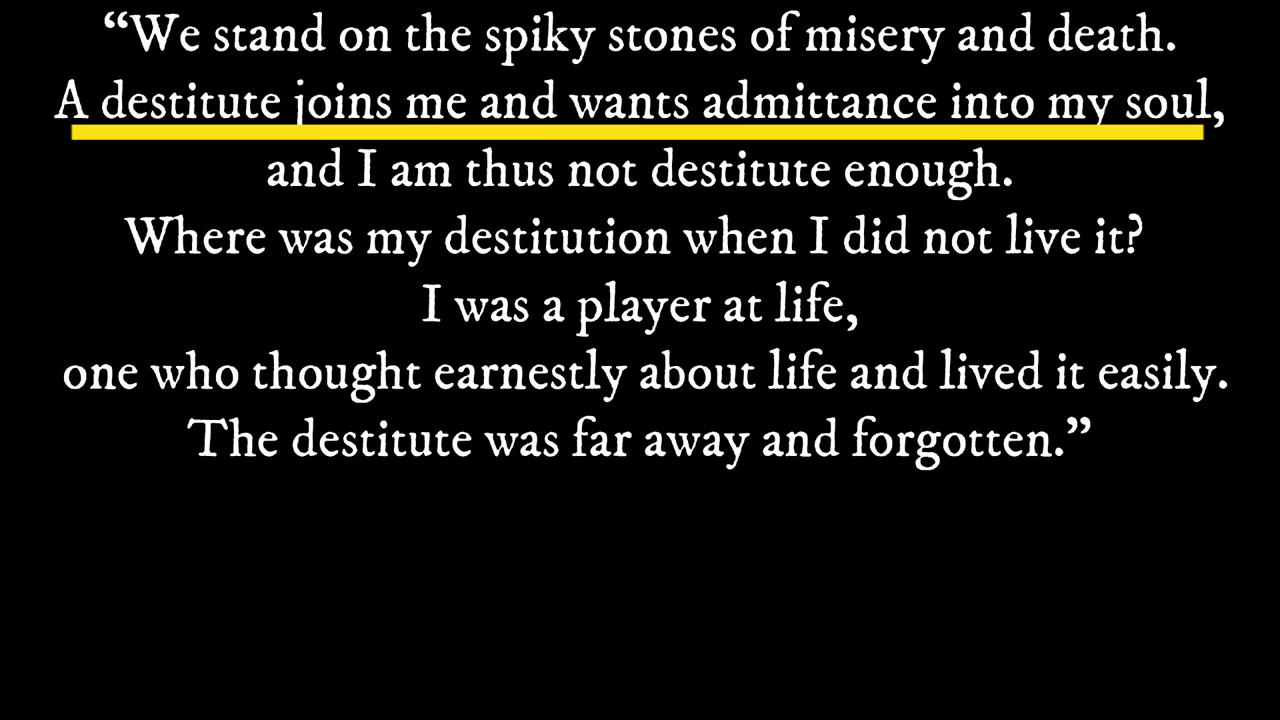 “We stand on the spiky stones of misery and death.
A destitute joins me and wants admittance into my soul,
and I am thus not destitute enough.
Where was my destitution when I did not live it?
I was a player at life,
one who thought earnestly about life and lived it easily.
The destitute was far away and forgotten.”